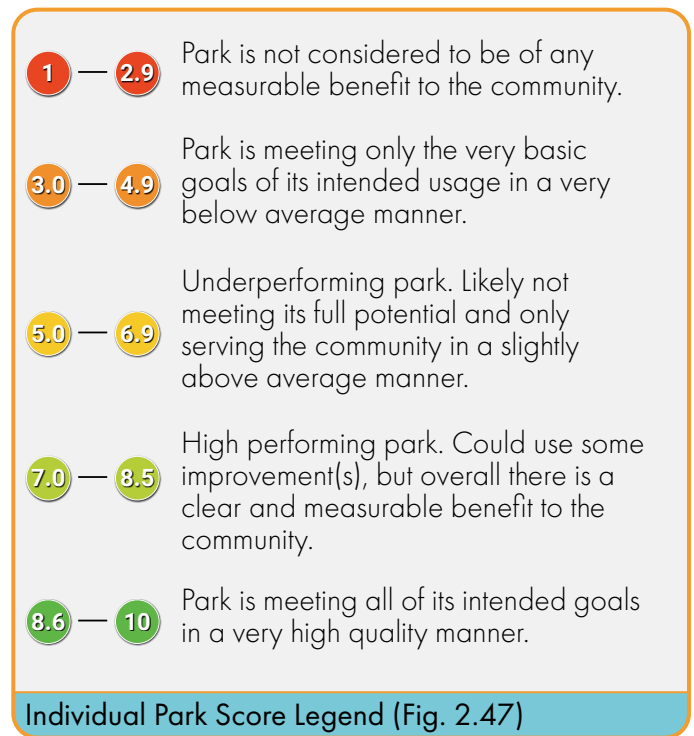 1 — 2.9
Park is not considered to be of any
measurable benefit to the community.
3.0 — 4.9
Park is meeting only the very basic
goals of its intended usage in a very
below average manner.
5.0 — 6.9
Underperforming park. Likely not
meeting its full potential and only
serving the community in a slightly
above average manner.
7.0 — 8.5
High performing park. Could use some
improvement(s), but overall there is a
clear and measurable benefit to the
community.
8.6 — 10
Park is meeting all of its intended goals
in a very high quality manner.
Individual Park Score Legend (Fig. 2.47)